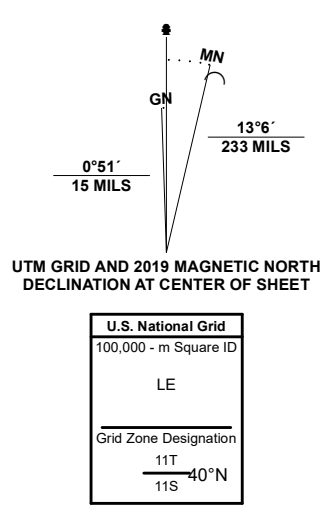 MN
GN
13°6´
233 MILS
0°51´
15 MILS
UTM GRID AND 2019 MAGNETIC NORTH
DECLINATION AT CENTER OF SHEET
U.S. National Grid
100,000 - m Square ID
LE
Grid Zone Designation
11T
40°N
11S